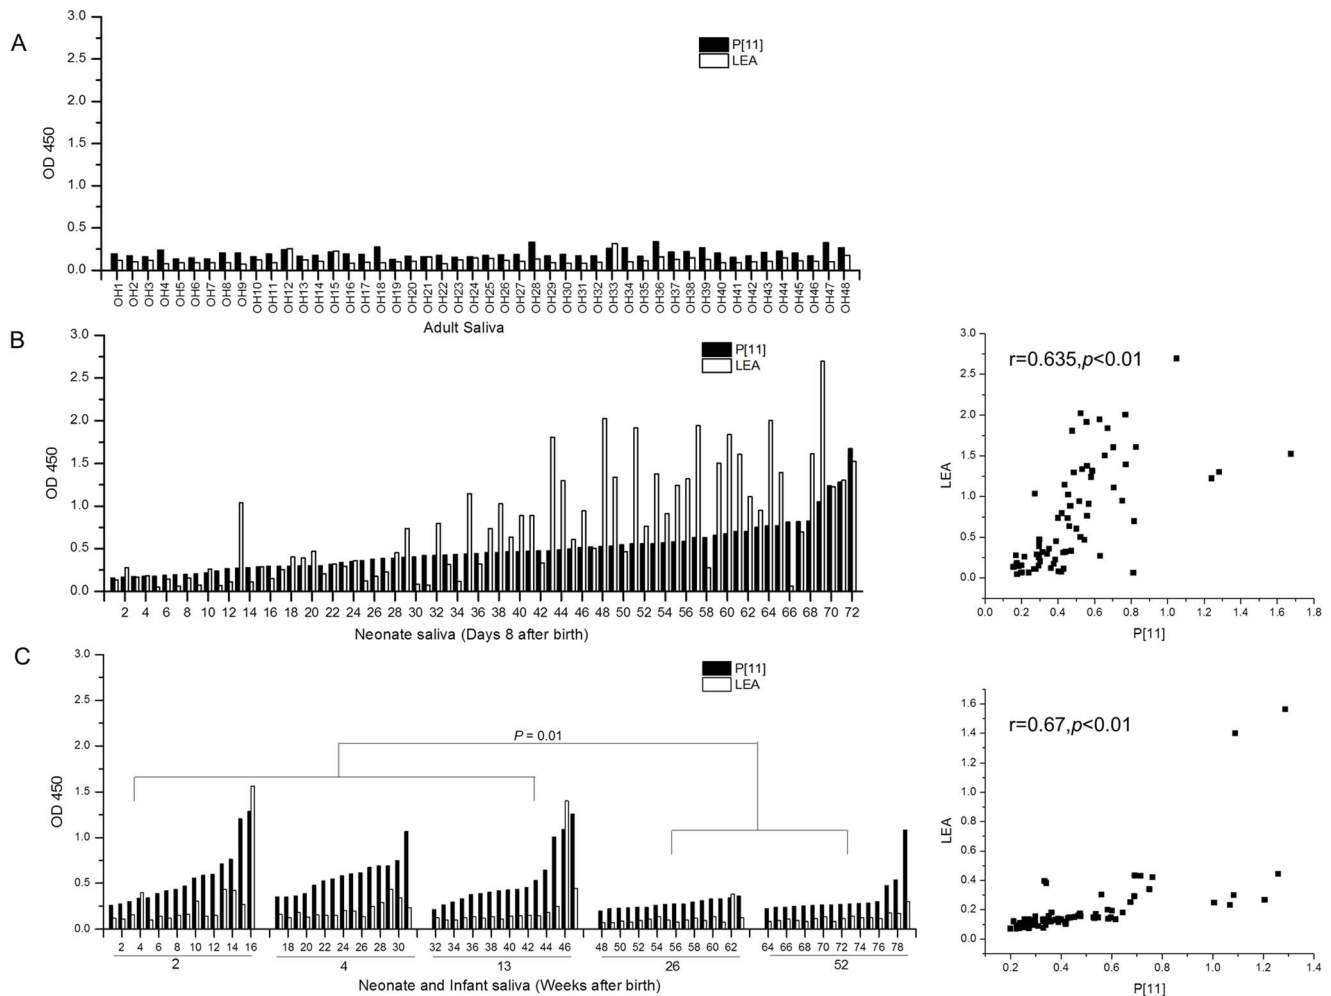 A
3.0
2.5
2.0
1.5
1.0
0.5
0.0
OD 450
P[11]
LEA
OH1 OH2 OH3 OH4 OH5 OH6 OH7 OH8 OH9 OH10 OH11 OH12 OH13 OH14 OH15 OH16 OH17 OH18 OH19 OH20 OH21 OH22 OH23 OH24 OH25 OH26 OH27 OH28 OH29 OH30 OH31 OH32 OH33 OH34 OH35 OH36 OH37 OH38 OH39 OH40 OH41 OH42 OH43 OH44 OH45 OH46 OH47 OH48
Adult Saliva
B
3.0
2.5
2.0
1.5
1.0
0.5
0.0
OD 450
P[11]
LEA
2 4 6 8 10 12 14 16 18 20 22 24 26 28 30 32 34 36 38 40 42 44 46 48 50 52 54 56 58 60 62 64 66 68 70 72
Neonate saliva (Days 8 after birth)
r=0.635,p<0.01
3.0
2.5
2.0
1.5
1.0
0.5
0.0
LEA
0.0 0.2 0.4 0.6 0.8 1.0 1.2 1.4 1.6 1.8
P[11]
C
3.0
2.5
2.0
1.5
1.0
0.5
0.0
OD 450
P[11]
LEA
P = 0.01
2 4 6 8 10 12 14 16 18 20 22 24 26 28 30 32 34 36 38 40 42 44 46 48 50 52 54 56 58 60 62 64 66 68 70 72 74 76 78
2 4 13 26 52
Neonate and Infant saliva (Weeks after birth)
r=0.67,p<0.01
1.6
1.4
1.2
1.0
0.8
0.6
0.4
0.2
0.0
LEA
0.2 0.4 0.6 0.8 1.0 1.2 1.4
P[11]